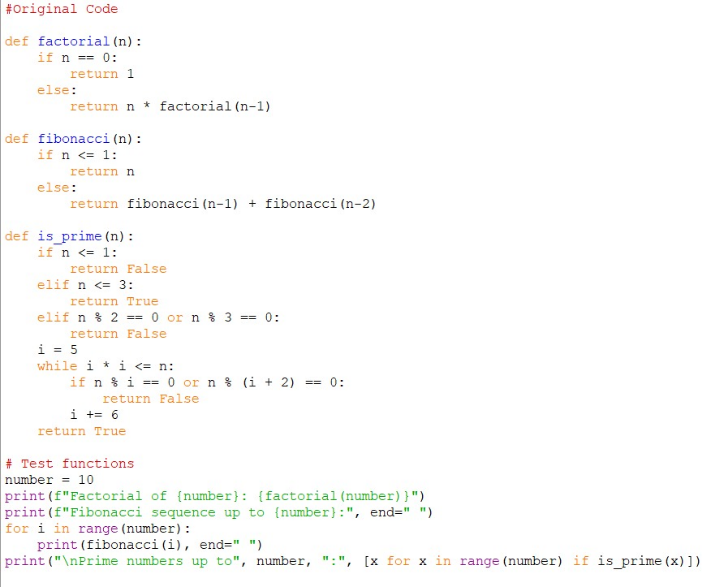 #Original Code

def factorial(n):
    if n == 0:
        return 1
    else:
        return n * factorial(n-1)

def fibonacci(n):
    if n <= 1:
        return n
    else:
        return fibonacci(n-1) + fibonacci(n-2)

def is_prime(n):
    if n <= 1:
        return False
    elif n <= 3:
        return True
    elif n % 2 == 0 or n % 3 == 0:
        return False
    i = 5
    while i * i <= n:
        if n % i == 0 or n % (i + 2) == 0:
            return False
        i += 6
    return True

# Test functions
number = 10
print(f"Factorial of {number}: {factorial(number)}")
print(f"Fibonacci sequence up to {number}:", end=" ")
for i in range(number):
    print(fibonacci(i), end=" ")
print("\nPrime numbers up to", number, ":", [x for x in range(number) if is_prime(x)])